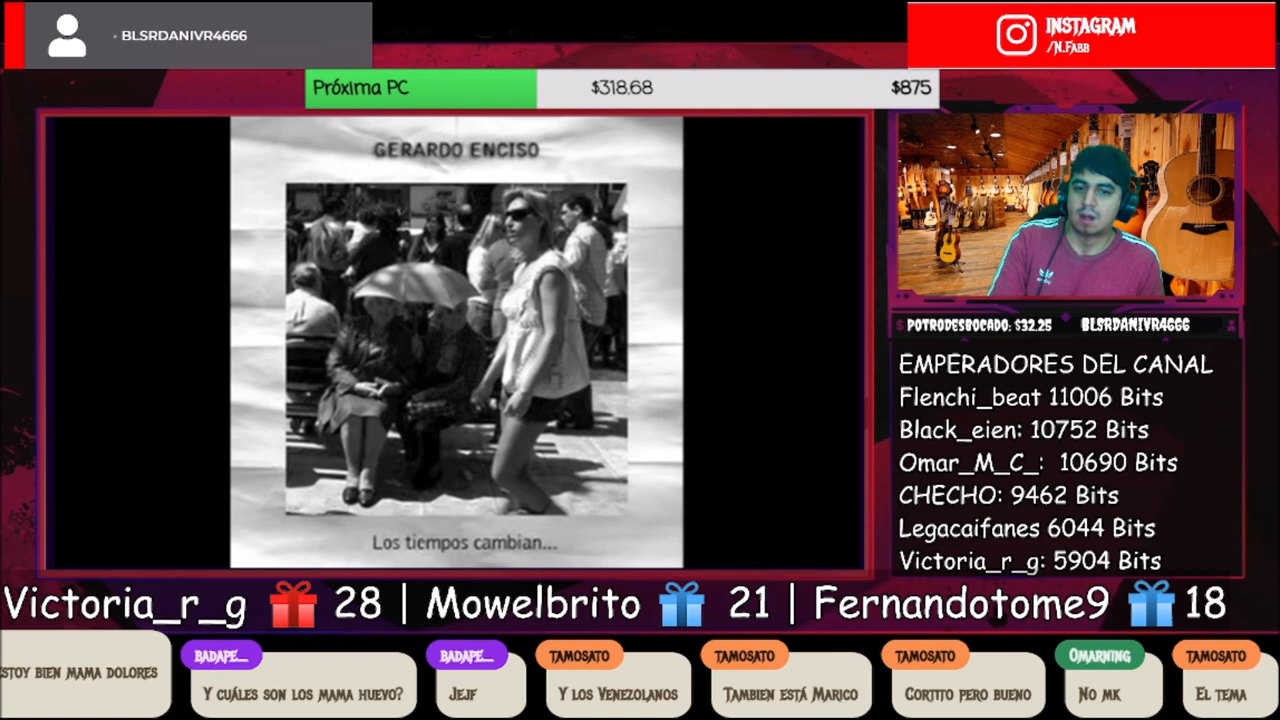 · BLSRDANIVR4666
INSTAGRAM
/N.FABB
Próxima PC $318.68 $875
GERARDO ENCISO
Los tiempos cambian...
$ POTRODESBOCADO: $32.25 BLSRDANIVR4666
EMPERADORES DEL CANAL
Flenchi_beat 11006 Bits
Black_eien: 10752 Bits
Omar_M_C_: 10690 Bits
CHECHO: 9462 Bits
Legacaifanes 6044 Bits
Victoria_r_g: 5904 Bits
Victoria_r_g 28 | Mowelbrito 21 | Fernandotome9 18
STOY BIEN MAMA DOLORES
BADAPE...
Y CUÁLES SON LOS MAMA HUEVO?
BADAPE...
JEJF
TAMOSATO
Y LOS VENEZOLANOS
TAMOSATO
TAMBIEN ESTÁ MARICO
TAMOSATO
CORTITO PERO BUENO
OMARNING
NO MK
TAMOSATO
EL TEMA